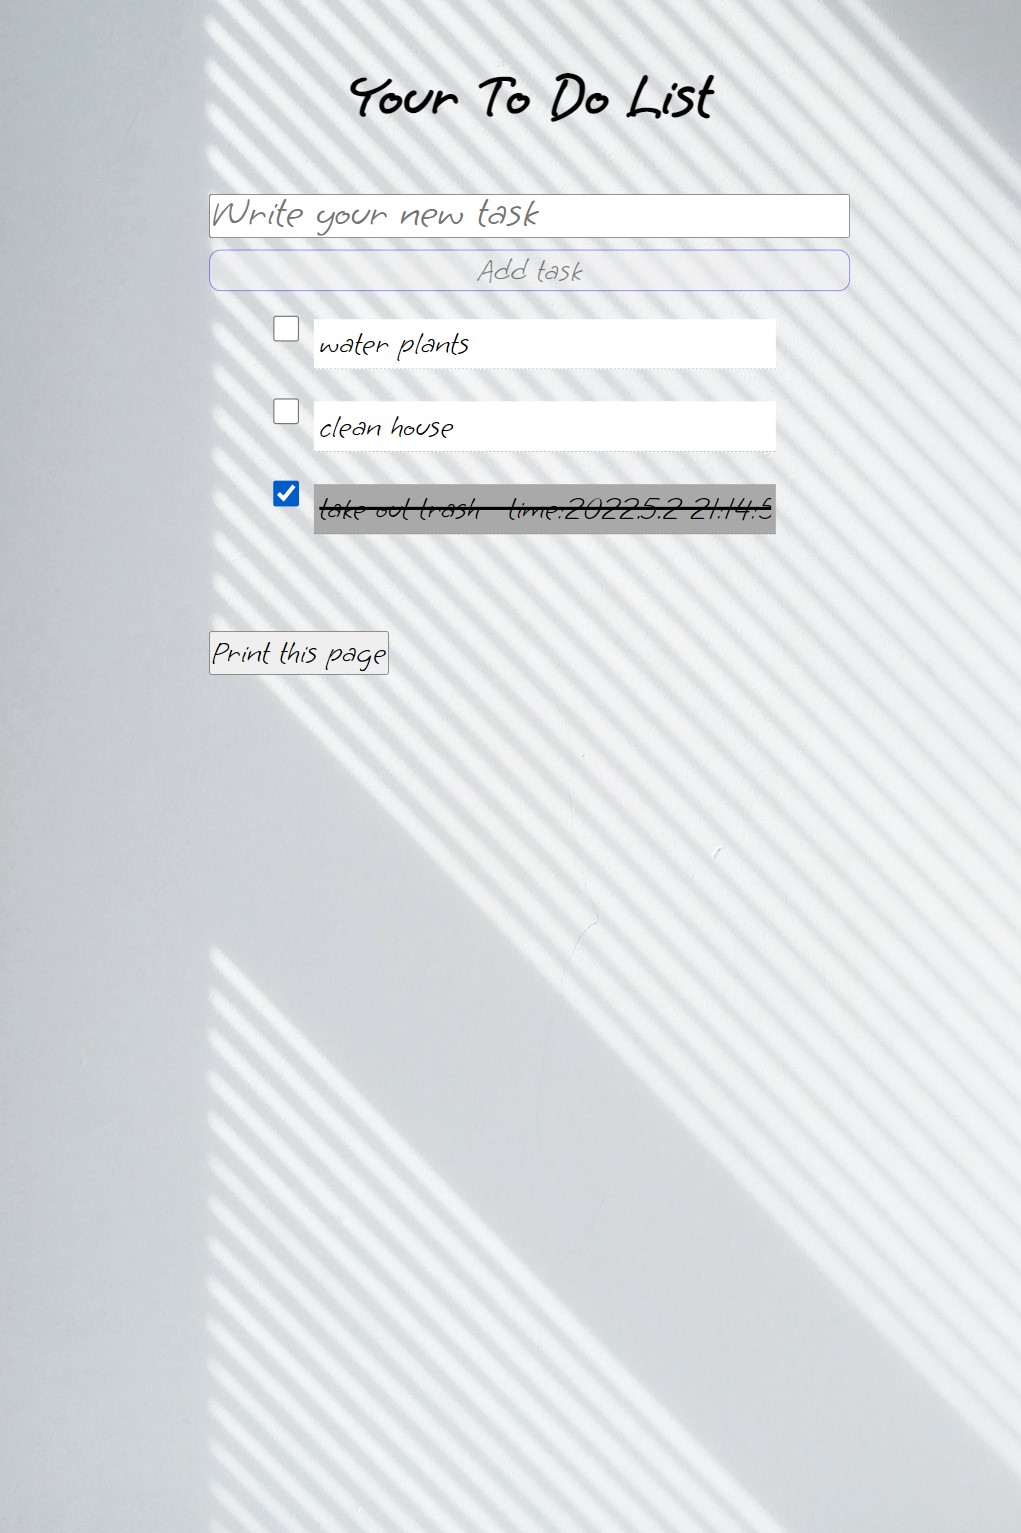 Your To Do List
Write your new task
Add task
water plants
clean house
take out trash time:2022.5.2 21:14:5
Print this page